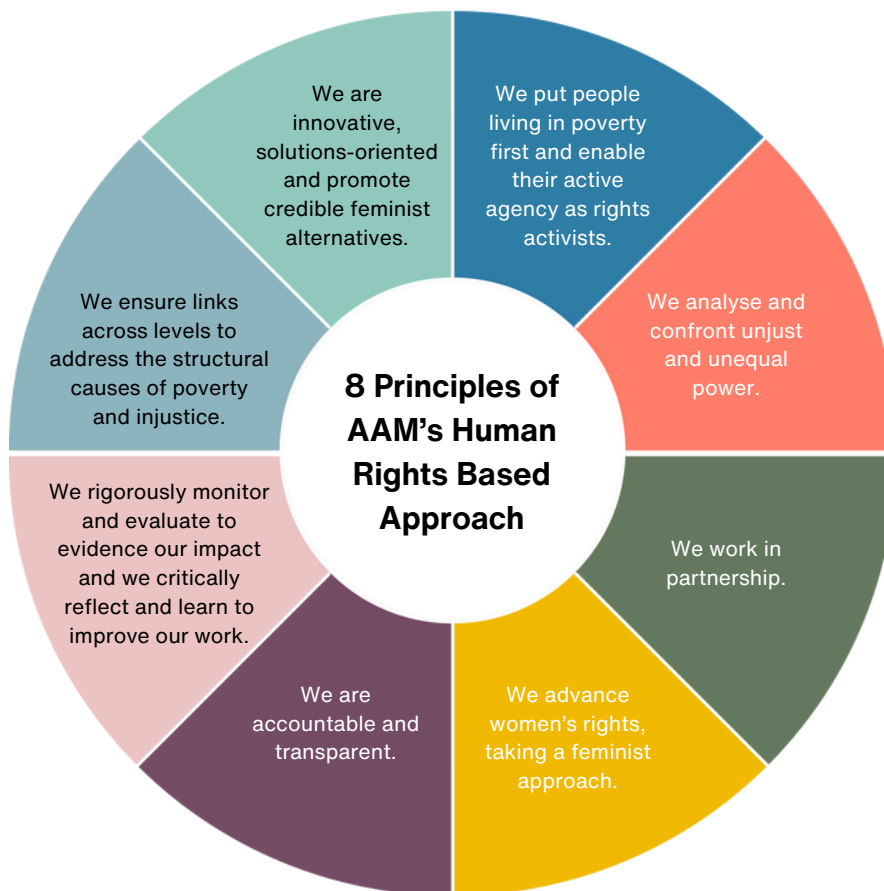 8 Principles of
AAM's Human
Rights Based
Approach
We put people
living in poverty
first and enable
their active
agency as rights
activists.
We analyse and
confront unjust
and unequal
power.
We work in
partnership.
We advance
women's rights,
taking a feminist
approach.
We are
accountable and
transparent.
We rigorously monitor
and evaluate to
evidence our impact
and we critically
reflect and learn to
improve our work.
We ensure links
across levels to
address the structural
causes of poverty
and injustice.
We are
innovative,
solutions-oriented
and promote
credible feminist
alternatives.